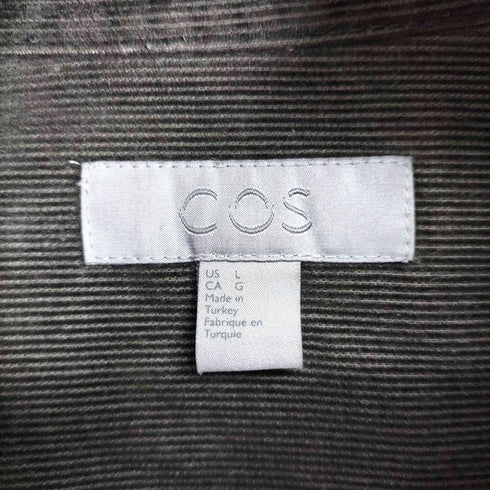 COS
US L
CA G
Made in
Turkey
Fabriqué en
Turquie